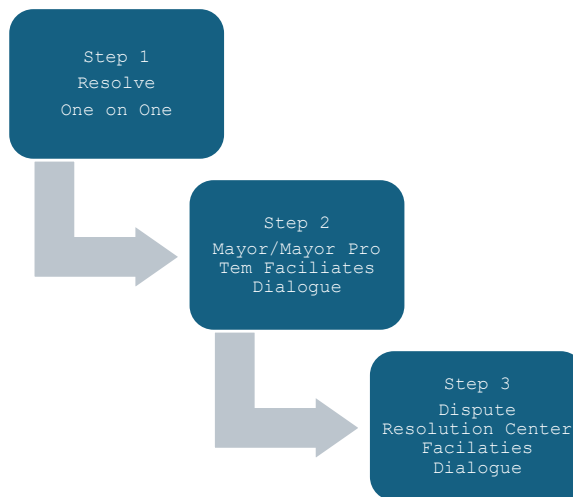 Step 1
Resolve
One on One
Step 2
Mayor/Mayor Pro
Tem Faciliates
Dialogue
Step 3
Dispute
Resolution Center
Facilaties
Dialogue